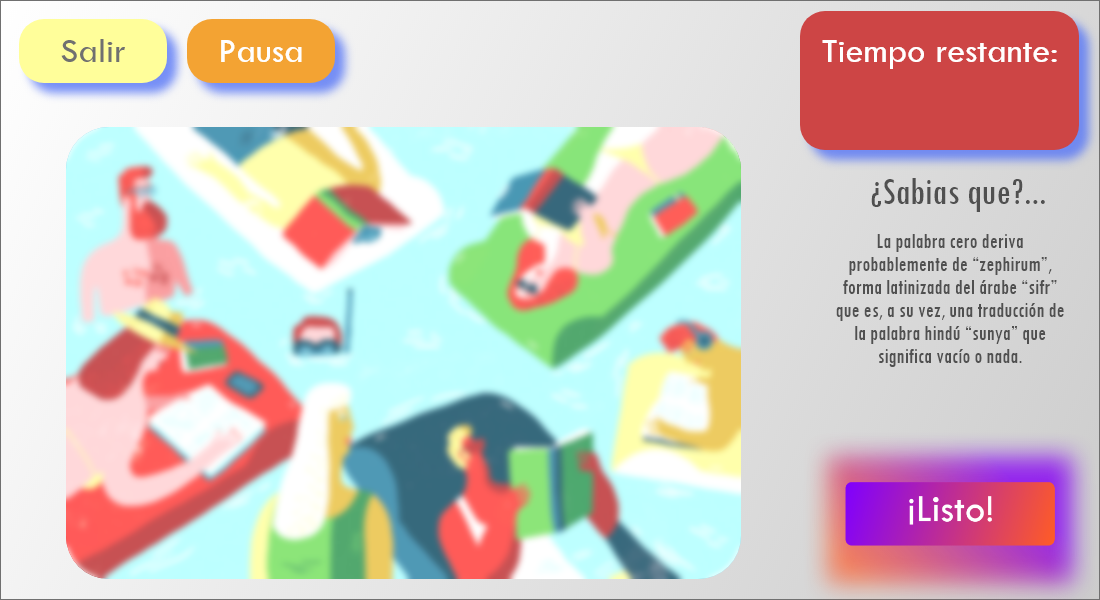 Salir
Pausa
Tiempo restante:
¿Sabias que?...
La palabra cero deriva
probablemente de “zephirum”,
forma latinizada del árabe “sifr”
que es, a su vez, una traducción de
la palabra hindú “sunya” que
significa vacío o nada.
¡Listo!